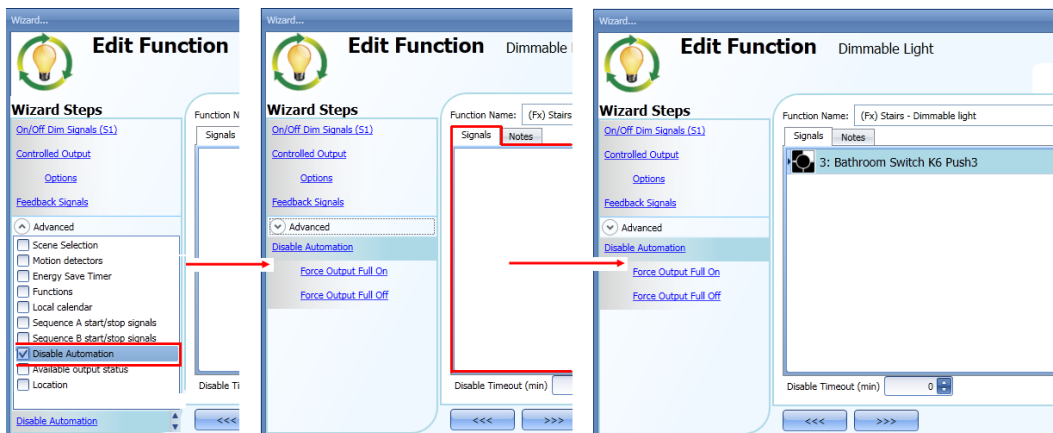 Wizard...
Edit Function
Wizard Steps
On/Off Dim Signals (S1)
Controlled Output
Options
Feedback Signals
Advanced
Scene Selection
Motion detectors
Energy Save Timer
Functions
Local calendar
Sequence A start/stop signals
Sequence B start/stop signals
Disable Automation
Available output status
Location
Disable Automation
Function N
Signals
Disable Ti
<<<
Wizard...
Edit Function Dimmable
Wizard Steps
On/Off Dim Signals (S1)
Controlled Output
Options
Feedback Signals
Advanced
Disable Automation
Force Output Full On
Force Output Full Off
Function Name: (Fx) Stairs
Signals Notes
Disable Timeout (min)
<<< >>>
Wizard...
Edit Function Dimmable Light
Wizard Steps
On/Off Dim Signals (S1)
Controlled Output
Options
Feedback Signals
Advanced
Disable Automation
Force Output Full On
Force Output Full Off
Function Name: (Fx) Stairs - Dimmable light
Signals Notes
3: Bathroom Switch K6 Push3
Disable Timeout (min) 0
<<< >>>